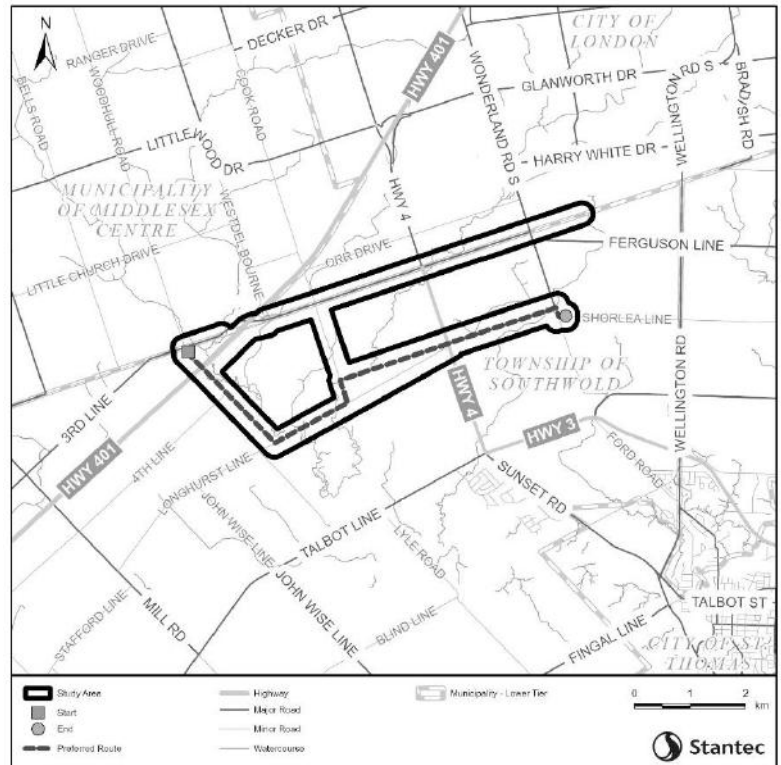 N
CITY OF
LONDON
DECKER DR
RANGER DRIVE
HWY 401
BELLS ROAD
WOODHULL ROAD
COOK ROAD
WONDERLAND RD S
GLANWORTH DR
RD S
WELLINGTON
BRADISH RD
LITTLEWOOD DR
HARRY WHITE DR
HWY 4
MUNICIPALITY
OF MIDDLESEX
CENTRE
WESTDEL BOURNE
ORR DRIVE
FERGUSON LINE
LITTLE CHURCH DRIVE
SHORLEA LINE
TOWNSHIP OF
SOUTHWOLD
WELLINGTON RD
3RD LINE
HWY 401
4TH LINE
HWY 4
HWY 3
FORD ROAD
LONGHURST LINE
SUNSET RD
JOHN WISE LINE
TALBOT LINE
LYLE ROAD
JOHN WISE LINE
STAFFORD LINE
MILL RD
BLIND LINE
TALBOT ST
FINGAL LINE
CITY OF ST.
THOMAS
Study Area
Start
End
Preferred Route
Highway
Major Road
Minor Road
Watercourse
Municipality - Lower Tier
0 1 2
km
Stantec